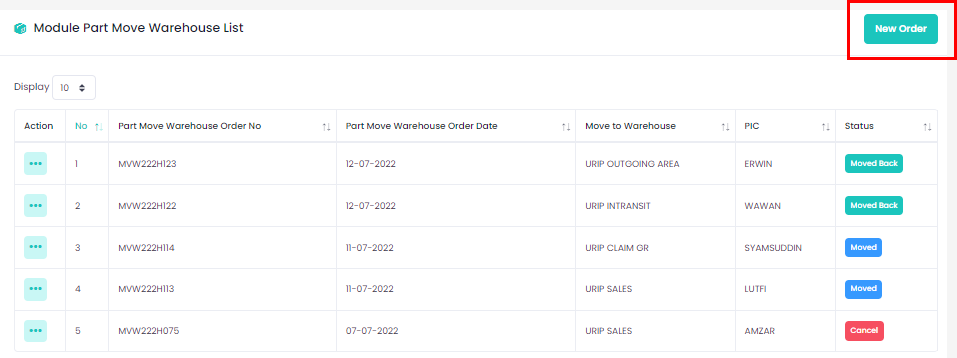 Module Part Move Warehouse List
New Order
Display 10
Action No Part Move Warehouse Order No Part Move Warehouse Order Date Move to Warehouse PIC Status
1 MVW222H123 12-07-2022 URIP OUTGOING AREA ERWIN Moved Back
2 MVW222H122 12-07-2022 URIP INTRANSIT WAWAN Moved Back
3 MVW222H114 11-07-2022 URIP CLAIM GR SYAMSUDDIN Moved
4 MVW222H113 11-07-2022 URIP SALES LUTFI Moved
5 MVW222H075 07-07-2022 URIP SALES AMZAR Cancel